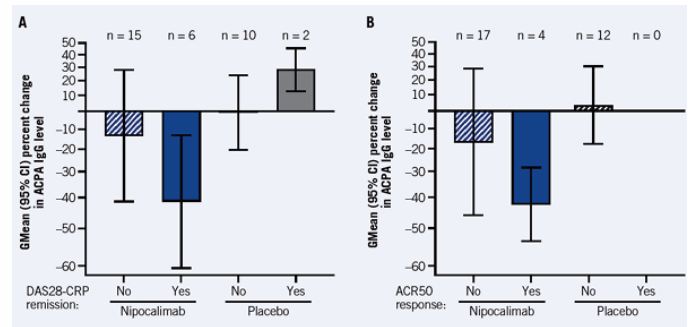 A
GMean (95% CI) percent change
in ACPA IgG level
50
40
30
20
10
–10
–20
–30
–40
–50
–60
n = 15 n = 6 n = 10 n = 2
DAS28-CRP
remission:
No Yes No Yes
Nipocalimab Placebo
B
GMean (95% CI) percent change
in ACPA IgG level
50
40
30
20
10
–10
–20
–30
–40
–50
–60
n = 17 n = 4 n = 12 n = 0
ACR50
response:
No Yes No Yes
Nipocalimab Placebo